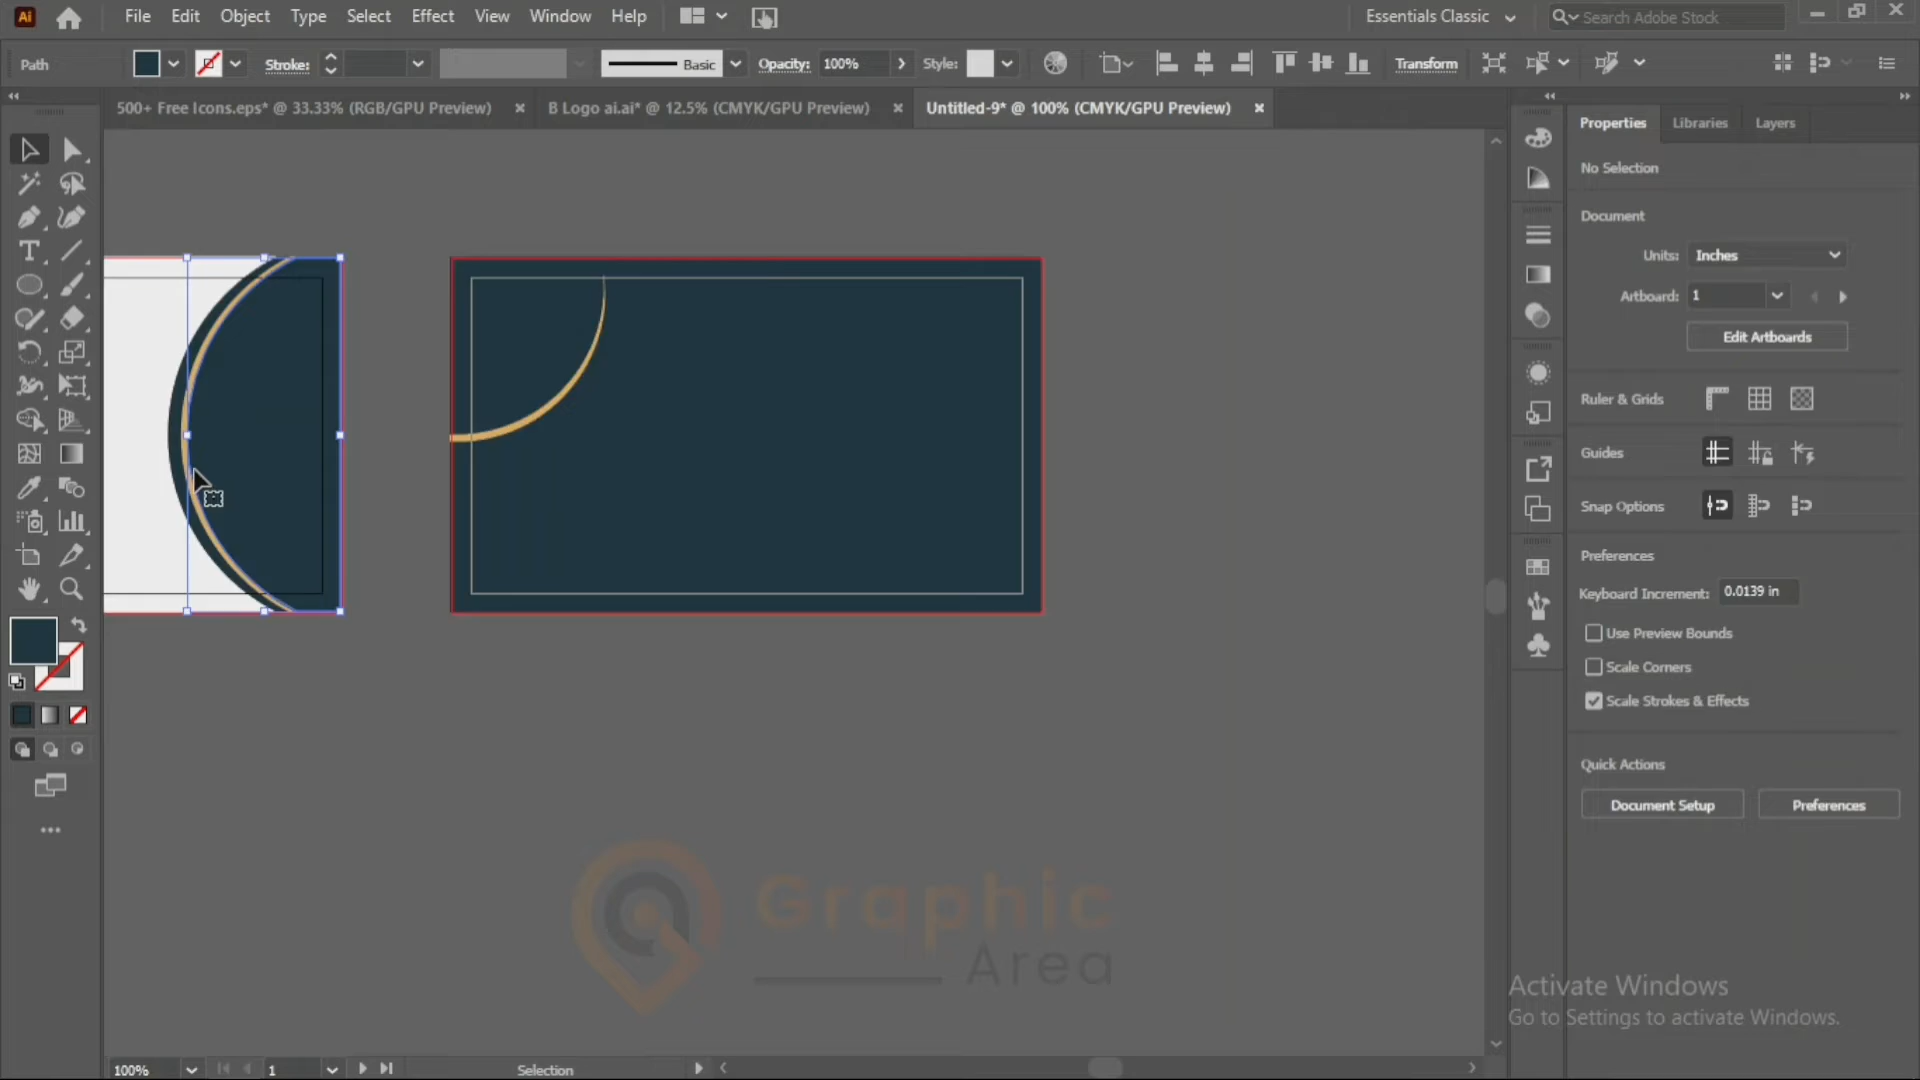 Ai File Edit Object Type Select Effect View Window Help Essentials Classic Search Adobe Stock
Path Stroke: Basic Opacity: 100% Style: Transform
500+ Free Icons.eps* @ 33.33% (RGB/GPU Preview) B Logo ai.ai* @ 12.5% (CMYK/GPU Preview) Untitled-9* @ 100% (CMYK/GPU Preview)
Properties Libraries Layers
No Selection
Document
Units: Inches
Artboard: 1
Edit Artboards
Ruler & Grids
Guides
Snap Options
Preferences
Keyboard Increment: 0.0139 in
Use Preview Bounds
Scale Corners
Scale Strokes & Effects
Quick Actions
Document Setup Preferences
Graphic
Area
Activate Windows
Go to Settings to activate Windows.
100% 1 Selection